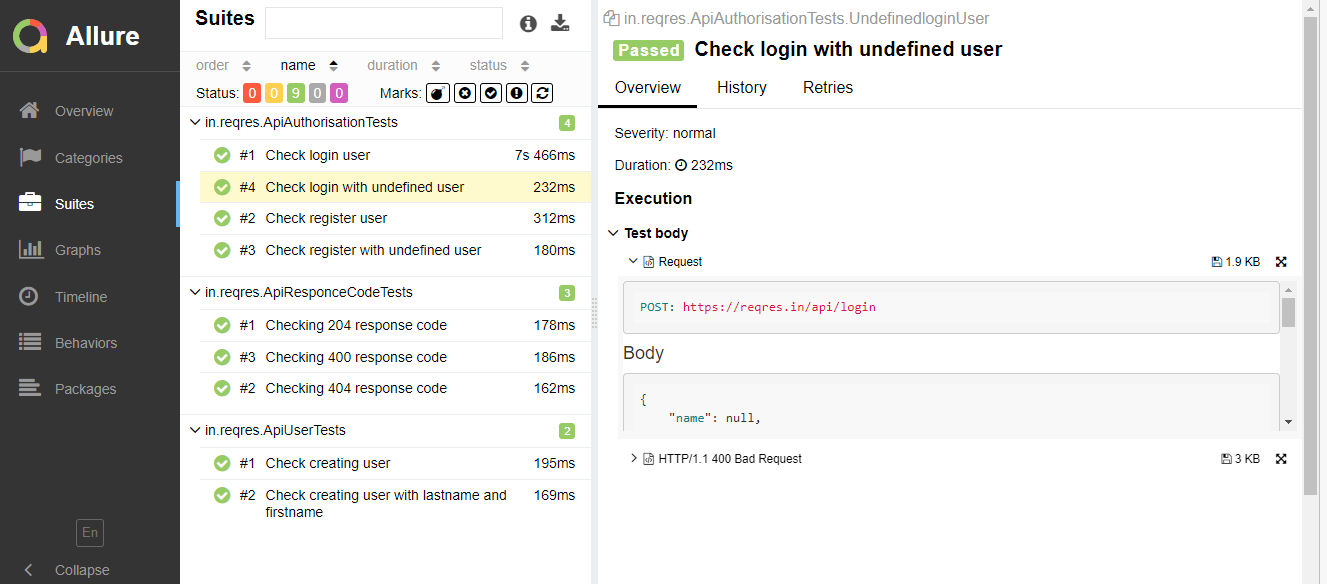 Allure
Overview
Categories
Suites
Graphs
Timeline
Behaviors
Packages
En
Collapse
Suites
order name duration status
Status: 0 0 9 0 0 Marks:
in.reqres.ApiAuthorisationTests 4
#1 Check login user 7s 466ms
#4 Check login with undefined user 232ms
#2 Check register user 312ms
#3 Check register with undefined user 180ms
in.reqres.ApiResponceCodeTests 3
#1 Checking 204 response code 178ms
#3 Checking 400 response code 186ms
#2 Checking 404 response code 162ms
in.reqres.ApiUserTests 2
#1 Check creating user 195ms
#2 Check creating user with lastname and 169ms
firstname
in.reqres.ApiAuthorisationTests.UndefinedloginUser
Passed Check login with undefined user
Overview History Retries
Severity: normal
Duration: 232ms
Execution
Test body
Request 1.9 KB
POST: https://reqres.in/api/login
Body
{
"name": null,
HTTP/1.1 400 Bad Request 3 KB